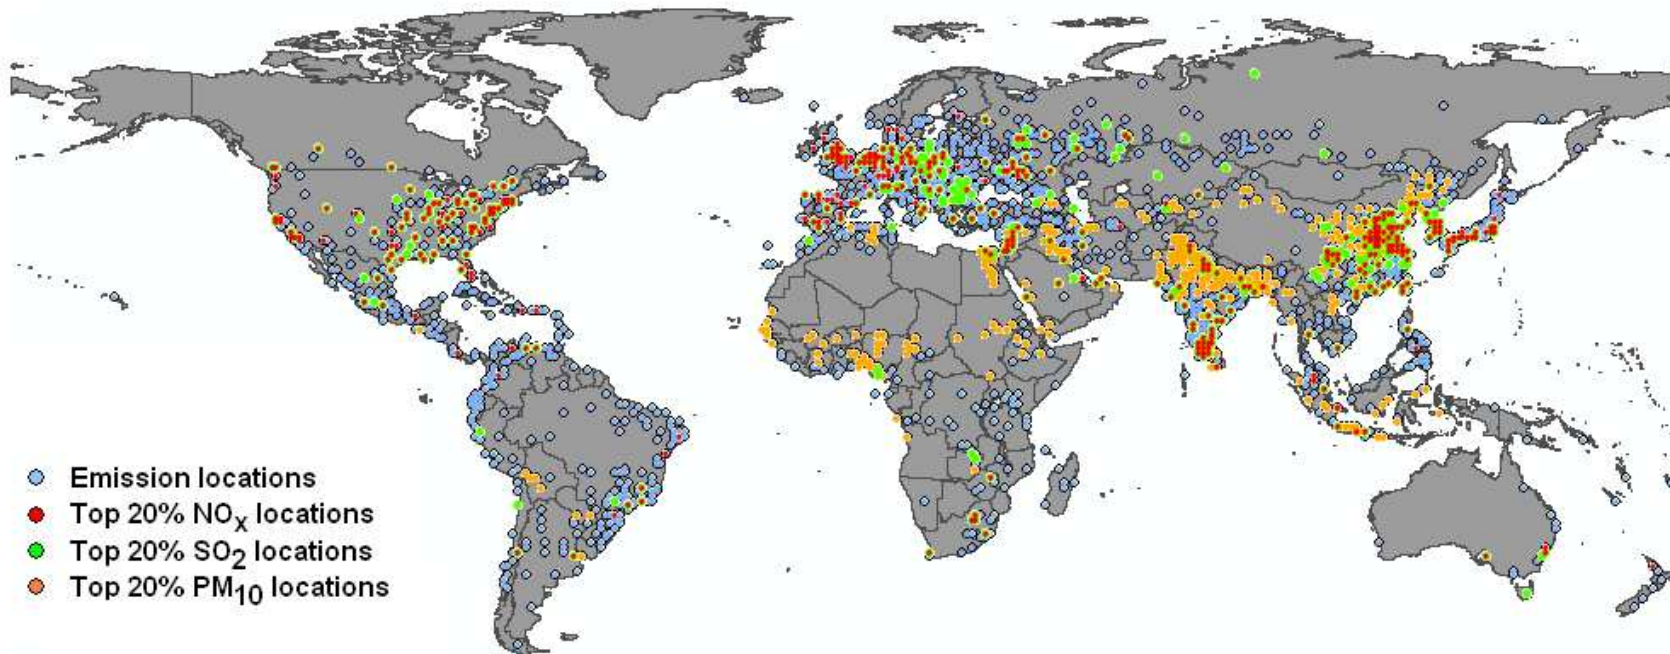 Emission locations
Top 20% NOx locations
Top 20% SO2 locations
Top 20% PM10 locations